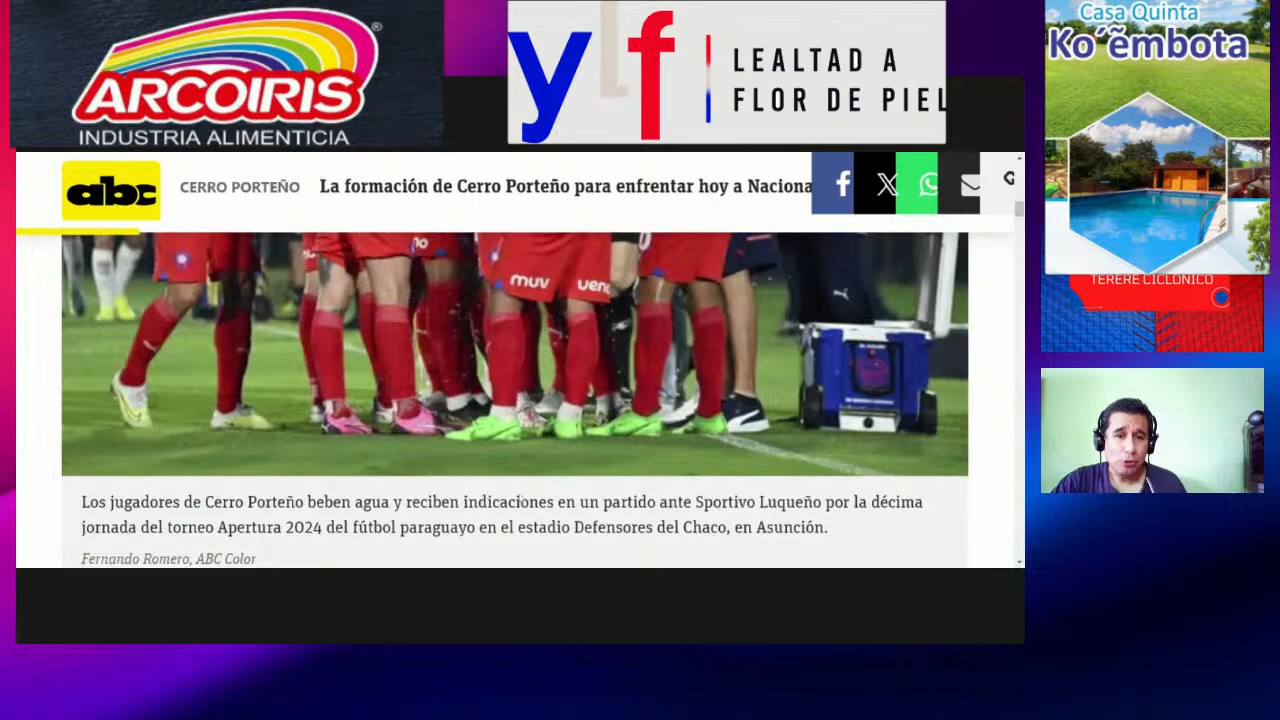 ARCOIRIS
®
INDUSTRIA ALIMENTICIA
yf
LEALTAD A
FLOR DE PIEL
Casa Quinta
Ko´ẽmbota
TERERE CICLONICO
abc
CERRO PORTEÑO
La formación de Cerro Porteño para enfrentar hoy a Naciona
muv
Los jugadores de Cerro Porteño beben agua y reciben indicaciones en un partido ante Sportivo Luqueño por la décima
jornada del torneo Apertura 2024 del fútbol paraguayo en el estadio Defensores del Chaco, en Asunción.
Fernando Romero, ABC Color